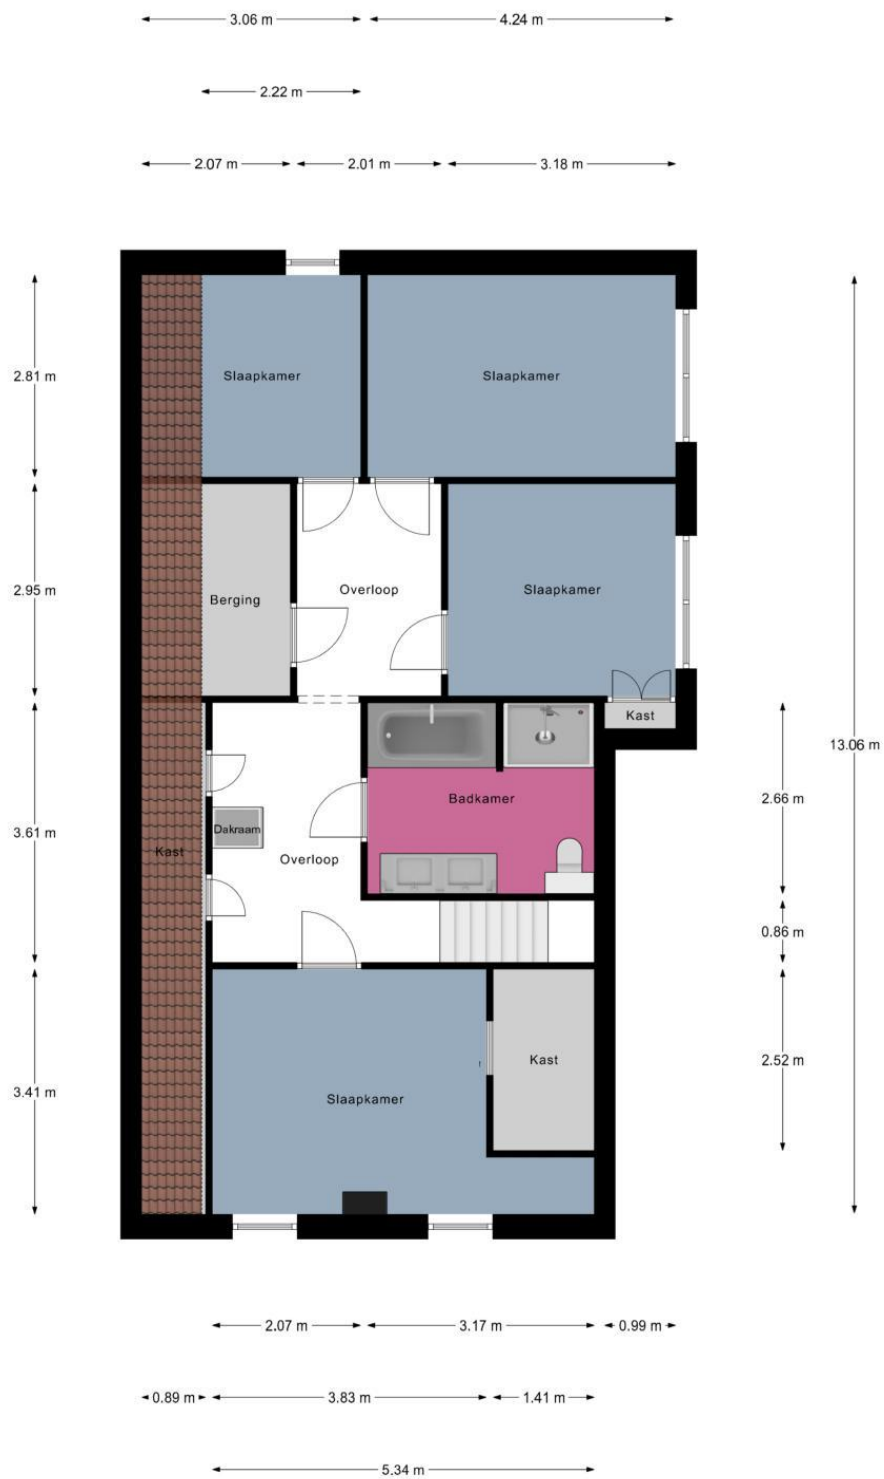 3.06 m 4.24 m
2.22 m
2.07 m 2.01 m 3.18 m
2.81 m
Slaapkamer
Slaapkamer
2.95 m
Berging
Overloop
Slaapkamer
Kast
13.06 m
2.66 m
Badkamer
3.61 m
Dakraam
Kast
Overloop
0.86 m
2.52 m
Kast
3.41 m
Slaapkamer
2.07 m 3.17 m 0.99 m
0.89 m 3.83 m 1.41 m
5.34 m